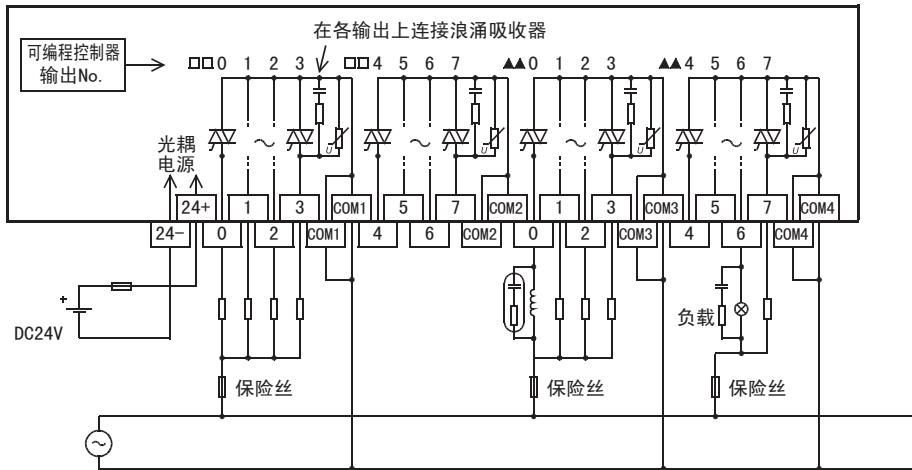 在各输出上连接浪涌吸收器
可编程控制器
输出No.
□□0 1 2 3 □□4 5 6 7 ▲▲0 1 2 3 ▲▲4 5 6 7
U U U U
光耦
电源
24+ 1 3 COM1 5 7 COM2 1 3 COM3 5 7 COM4
24- 0 2 COM1 4 6 COM2 0 2 COM3 4 6 COM4
+
DC24V
负载
保险丝 保险丝 保险丝